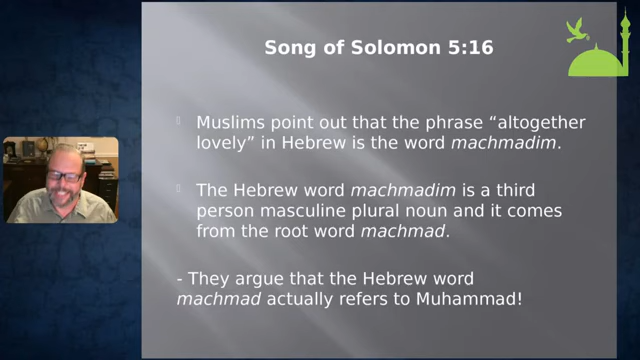 Song of Solomon 5:16
Muslims point out that the phrase “altogether
lovely” in Hebrew is the word machmadim.
The Hebrew word machmadim is a third
person masculine plural noun and it comes
from the root word machmad.
- They argue that the Hebrew word
machmad actually refers to Muhammad!